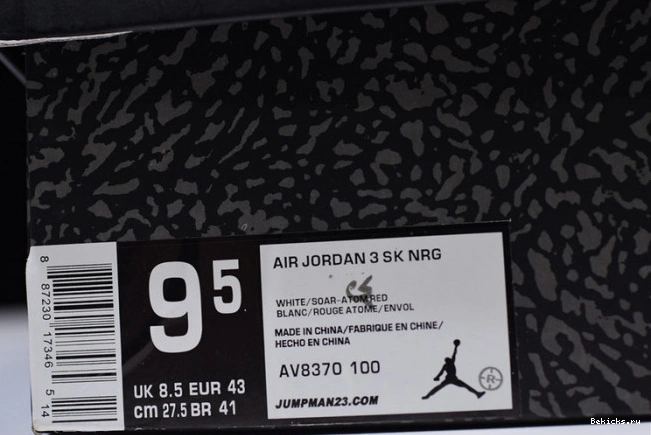 AIR JORDAN 3 SK NRG
WHITE/SOAR-ATOM RED
BLANC/ROUGE ATOME/ENVOL
MADE IN CHINA/FABRIQUE EN CHINE/
HECHO EN CHINA
AV8370 100
JUMPMAN23.COM
R
9 5
UK 8.5 EUR 43
cm 27.5 BR 41
8 87230 17346 5 14
Bekicks.ru